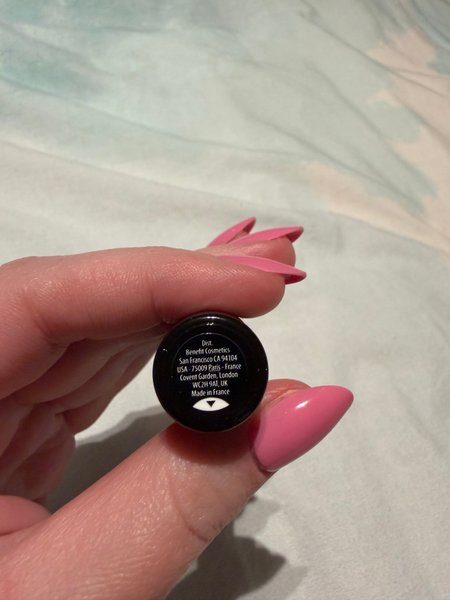 Dist.
Benefit Cosmetics
San Francisco CA 94104
USA - 75009 Paris - France
Covent Garden, London
WC2H 9AT, UK
Made in France